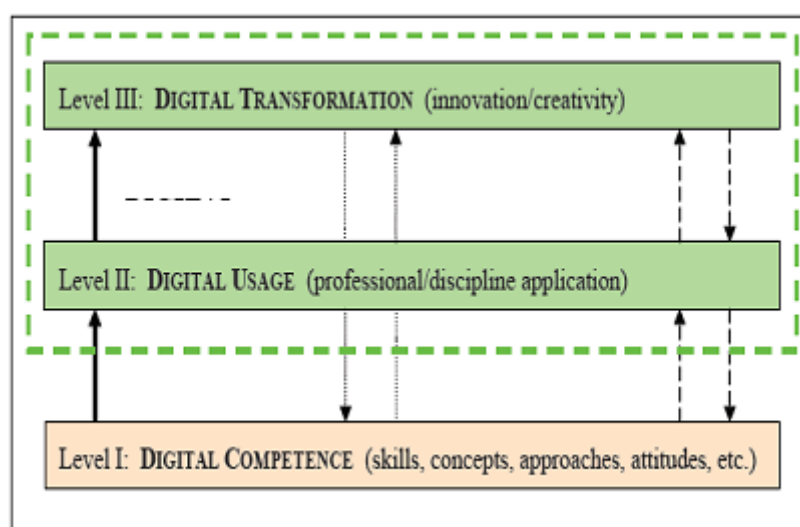 Level III: DIGITAL TRANSFORMATION (innovation/creativity)
Level II: DIGITAL USAGE (professional/discipline application)
Level I: DIGITAL COMPETENCE (skills, concepts, approaches, attitudes, etc.)